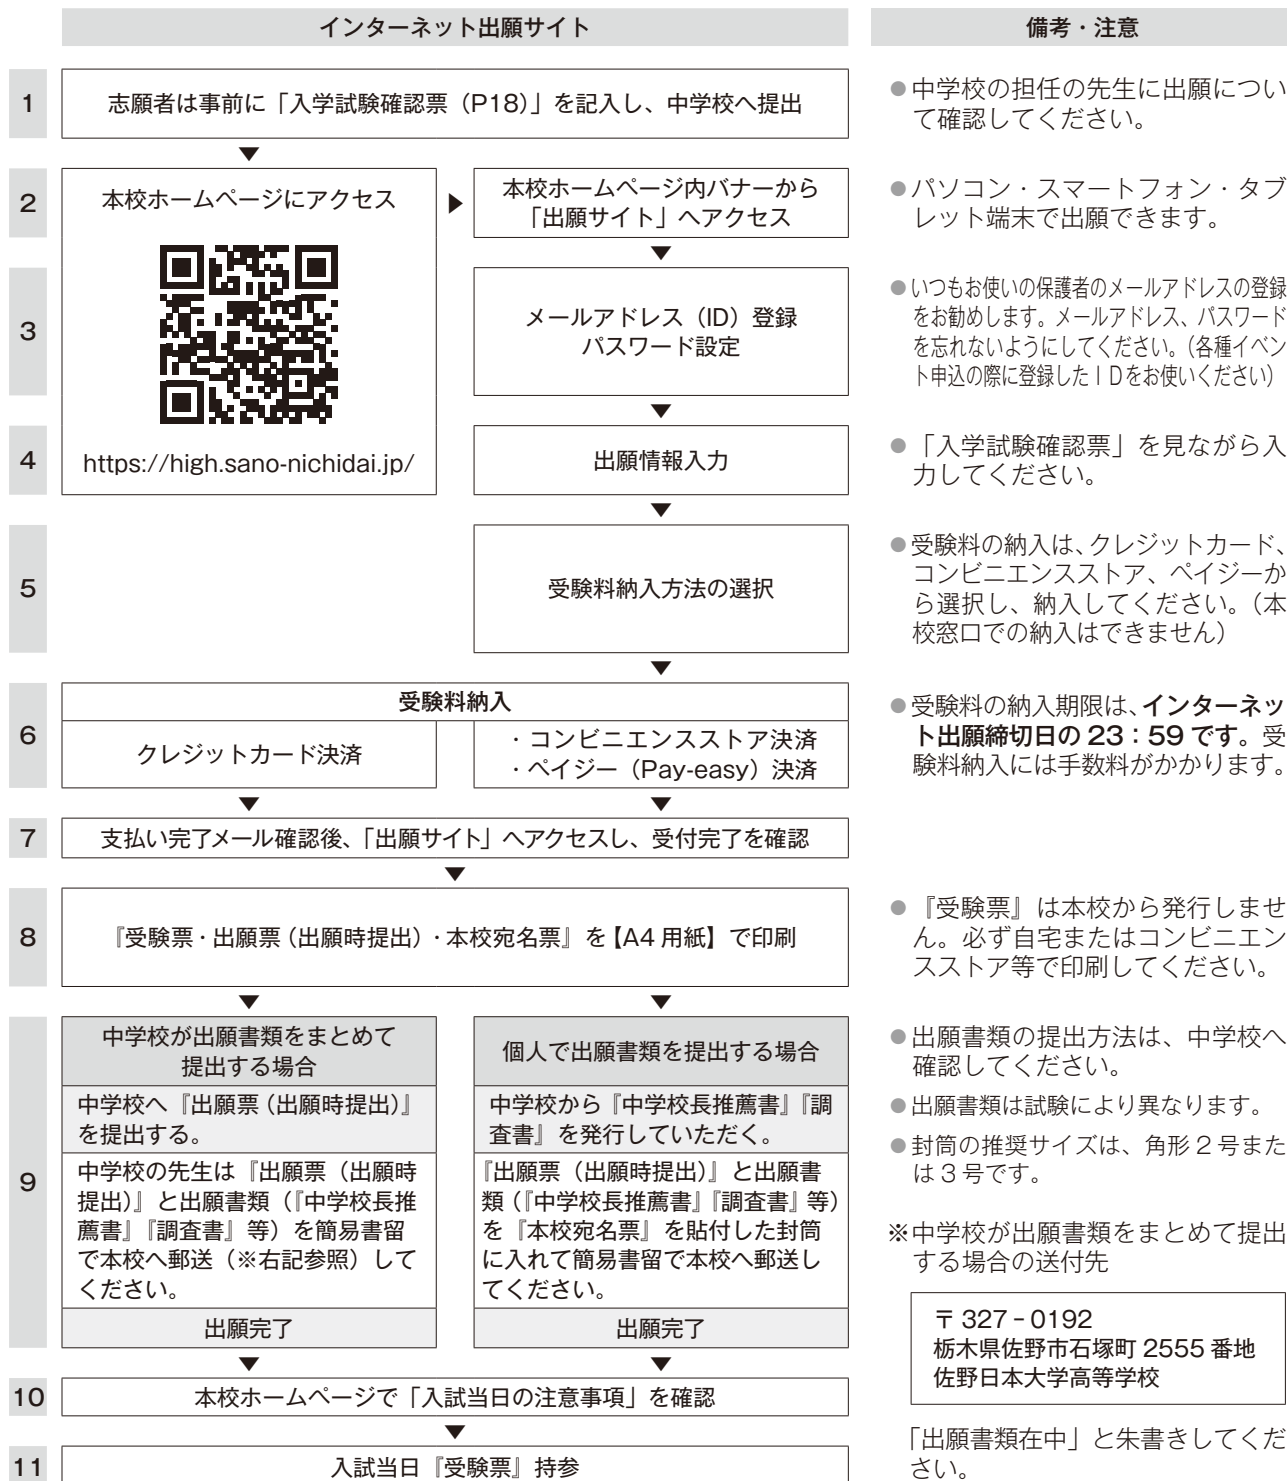 インターネット出願サイト
備考・注意
1
志願者は事前に「入学試験確認票（P18）」を記入し、中学校へ提出
▼
●中学校の担任の先生に出願につい
て確認してください。
2
本校ホームページにアクセス
▶
本校ホームページ内バナーから
「出願サイト」へアクセス
▼
●パソコン・スマートフォン・タブ
レット端末で出願できます。
3
メールアドレス（ID）登録
パスワード設定
▼
●いつもお使いの保護者のメールアドレスの登録
をお勧めします。メールアドレス、パスワード
を忘れないようにしてください。（各種イベン
ト申込の際に登録したＩＤをお使いください）
4
https://high.sano-nichidai.jp/
出願情報入力
▼
●「入学試験確認票」を見ながら入
力してください。
5
受験料納入方法の選択
▼
●受験料の納入は、クレジットカード、
コンビニエンスストア、ペイジーか
ら選択し、納入してください。（本
校窓口での納入はできません）
6
受験料納入
クレジットカード決済
・コンビニエンスストア決済
・ペイジー（Pay-easy）決済
▼ ▼
●受験料の納入期限は、インターネッ
ト出願締切日の 23：59 です。受
験料納入には手数料がかかります。
7
支払い完了メール確認後、「出願サイト」へアクセスし、受付完了を確認
▼
8
『受験票・出願票（出願時提出）・本校宛名票』を【A4 用紙】で印刷
▼ ▼
●『受験票』は本校から発行しませ
ん。必ず自宅またはコンビニエン
スストア等で印刷してください。
9
中学校が出願書類をまとめて
提出する場合
中学校へ『出願票（出願時提出）』
を提出する。
中学校の先生は『出願票（出願時
提出）』と出願書類（『中学校長推
薦書』『調査書』等）を簡易書留
で本校へ郵送（※右記参照）して
ください。
出願完了
▼
個人で出願書類を提出する場合
中学校から『中学校長推薦書』『調
査書』を発行していただく。
『出願票（出願時提出）』と出願書
類（『中学校長推薦書』『調査書』等）
を『本校宛名票』を貼付した封筒
に入れて簡易書留で本校へ郵送し
てください。
出願完了
▼
●出願書類の提出方法は、中学校へ
確認してください。
●出願書類は試験により異なります。
●封筒の推奨サイズは、角形 2 号また
は 3 号です。
※中学校が出願書類をまとめて提出
する場合の送付先
〒 327－0192
栃木県佐野市石塚町 2555 番地
佐野日本大学高等学校
「出願書類在中」と朱書きしてくだ
さい。
10
本校ホームページで「入試当日の注意事項」を確認
▼
11
入試当日『受験票』持参